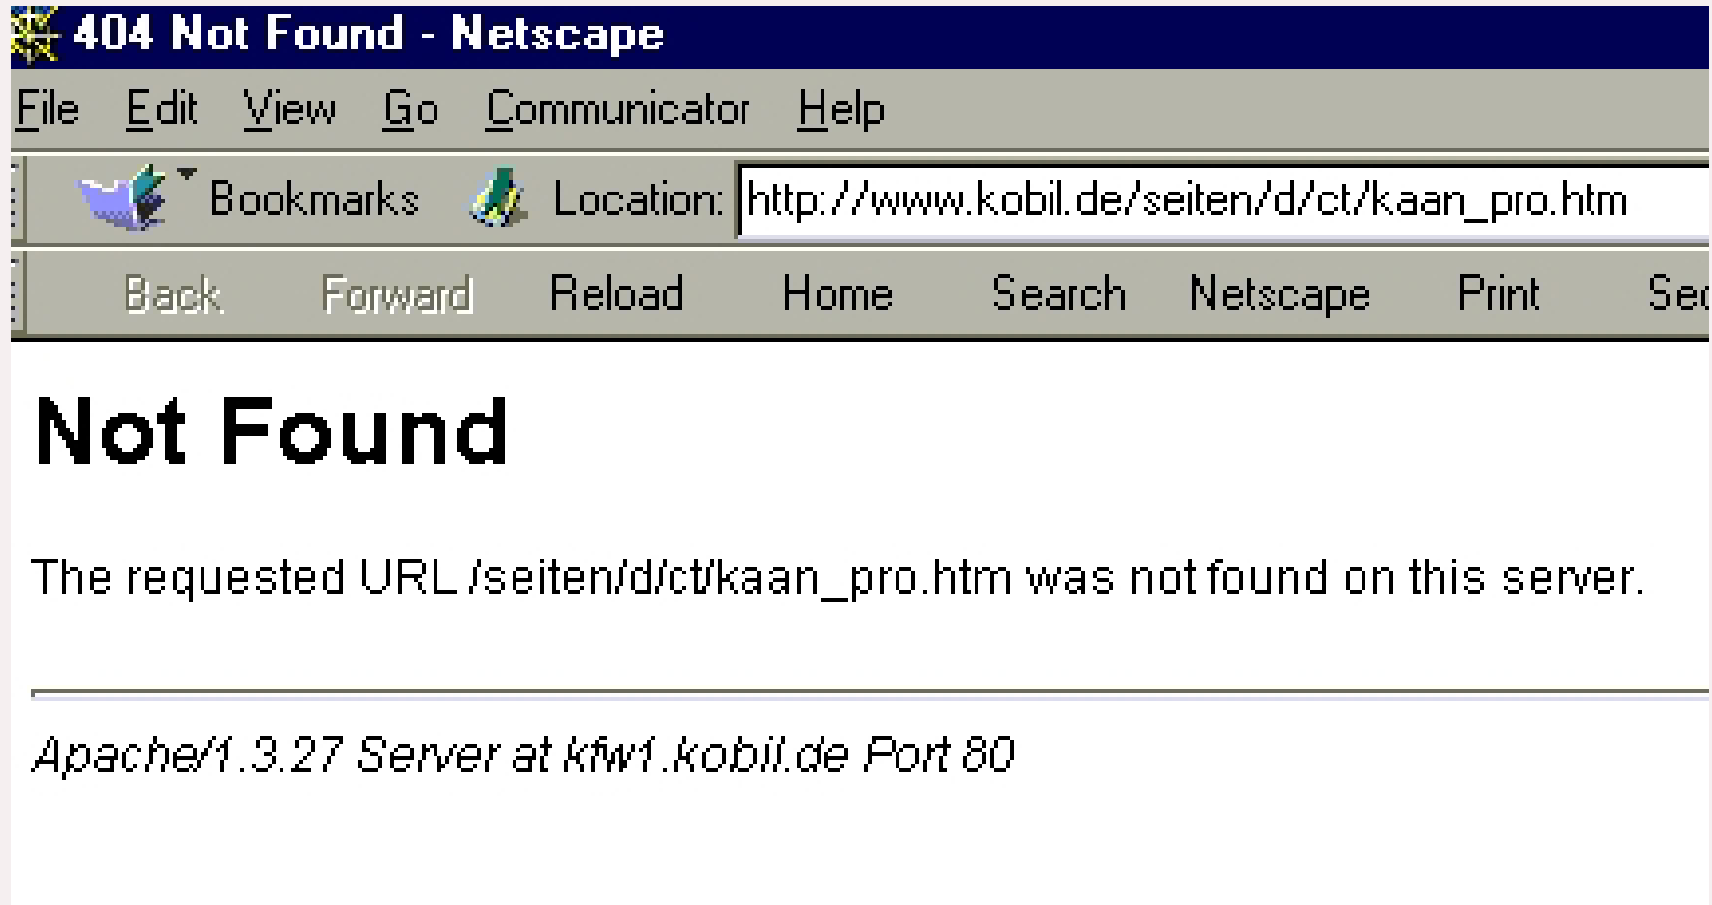 404 Not Found - Netscape
File Edit View Go Communicator Help
Bookmarks Location: http://www.kobil.de/seiten/d/ct/kaan_pro.htm
Back Forward Reload Home Search Netscape Print
Not Found
The requested URL /seiten/d/ct/kaan_pro.htm was not found on this server.
Apache/1.3.27 Server at kfw1.kobil.de Port 80